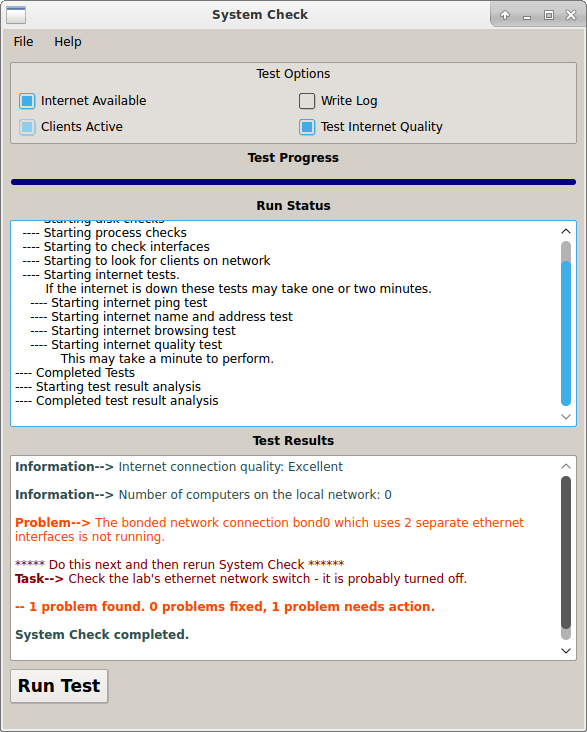 System Check
File Help
Test Options
Internet Available
Write Log
Clients Active
Test Internet Quality
Test Progress
Run Status
---- Starting disk checks
---- Starting process checks
---- Starting to check interfaces
---- Starting to look for clients on network
---- Starting internet tests.
If the internet is down these tests may take one or two minutes.
---- Starting internet ping test
---- Starting internet name and address test
---- Starting internet browsing test
---- Starting internet quality test
This may take a minute to perform.
---- Completed Tests
---- Starting test result analysis
---- Completed test result analysis
Test Results
Information--> Internet connection quality: Excellent
Information--> Number of computers on the local network: 0
Problem--> The bonded network connection bond0 which uses 2 separate ethernet
interfaces is not running.
***** Do this next and then rerun System Check ******
Task--> Check the lab's ethernet network switch - it is probably turned off.
-- 1 problem found. 0 problems fixed, 1 problem needs action.
System Check completed.
Run Test